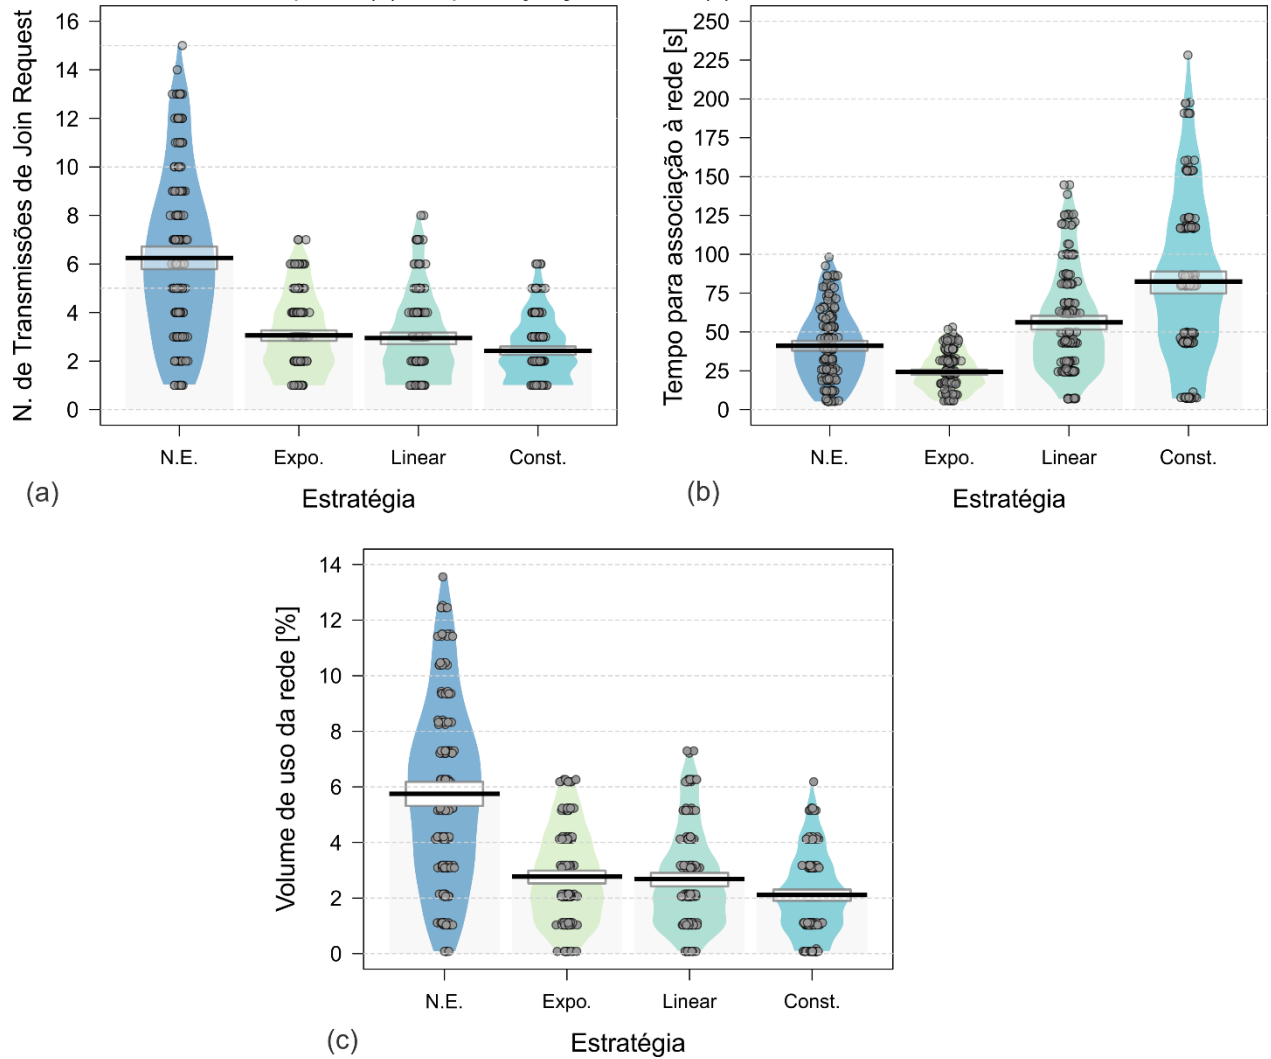 N. de Transmissões de Join Request
16
14
12
10
8
6
4
2
0
N.E. Expo. Linear Const.
(a)
Estratégia
Tempo para associação à rede [s]
250
225
200
175
150
125
100
75
50
25
0
N.E. Expo. Linear Const.
(b)
Estratégia
Volume de uso da rede [%]
14
12
10
8
6
4
2
0
N.E. Expo. Linear Const.
(c)
Estratégia